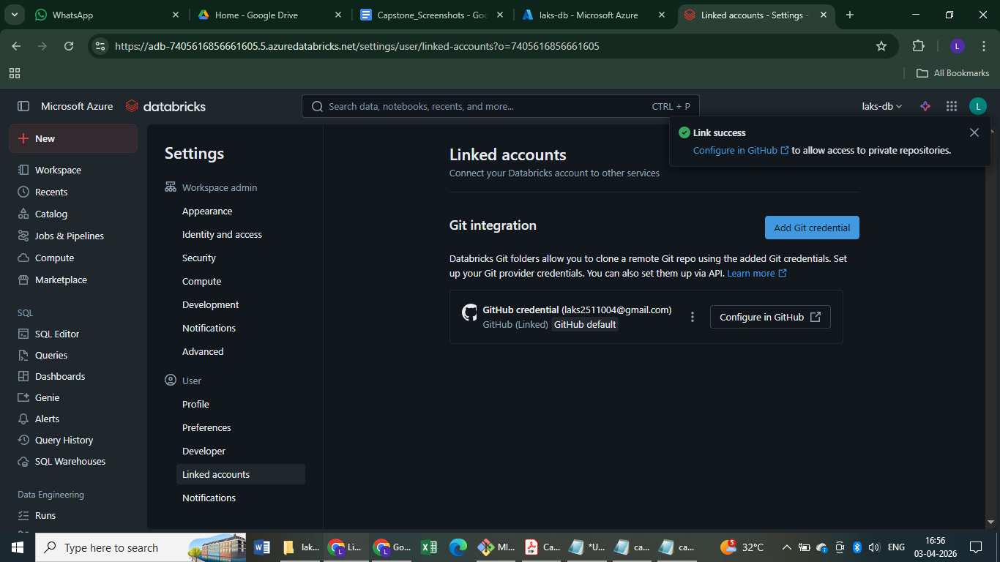 WhatsApp
Home - Google Drive
Capstone_Screenshots - Goo
laks-db - Microsoft Azure
Linked accounts - Settings -
https://adb-7405616856661605.5.azuredatabricks.net/settings/user/linked-accounts?o=7405616856661605
L
All Bookmarks
Microsoft Azure
databricks
Search data, notebooks, recents, and more...
CTRL + P
laks-db
L
Link success
Configure in GitHub to allow access to private repositories.
New
Workspace
Recents
Catalog
Jobs & Pipelines
Compute
Marketplace
SQL
SQL Editor
Queries
Dashboards
Genie
Alerts
Query History
SQL Warehouses
Data Engineering
Runs
Settings
Workspace admin
Appearance
Identity and access
Security
Compute
Development
Notifications
Advanced
User
Profile
Preferences
Developer
Linked accounts
Notifications
Linked accounts
Connect your Databricks account to other services
Git integration
Add Git credential
Databricks Git folders allow you to clone a remote Git repo using the added Git credentials. Set
up your Git provider credentials. You can also set them up via API. Learn more
GitHub credential (laks2511004@gmail.com)
GitHub (Linked) GitHub default
Configure in GitHub
Type here to search
lak...
Li...
Go...
MI...
Ca...
*U...
ca...
ca...
5
32°C
ENG
16:56
03-04-2026